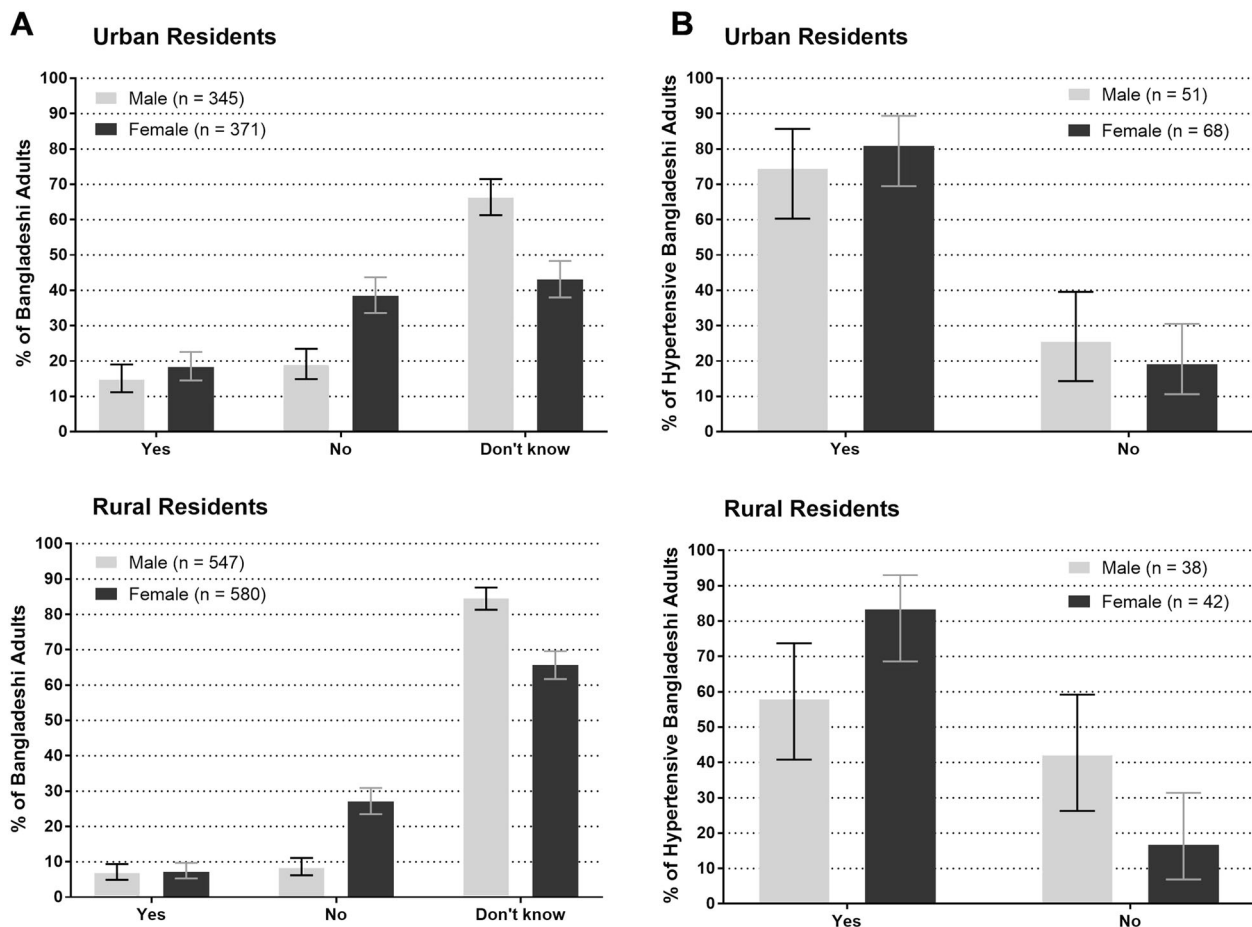 A
Urban Residents
% of Bangladeshi Adults
100
90
80
70
60
50
40
30
20
10
0
Male (n = 345)
Female (n = 371)
Yes No Don't know
B
Urban Residents
% of Hypertensive Bangladeshi Adults
100
90
80
70
60
50
40
30
20
10
0
Male (n = 51)
Female (n = 68)
Yes No
Rural Residents
% of Bangladeshi Adults
100
90
80
70
60
50
40
30
20
10
0
Male (n = 547)
Female (n = 580)
Yes No Don't know
Rural Residents
% of Hypertensive Bangladeshi Adults
100
90
80
70
60
50
40
30
20
10
0
Male (n = 38)
Female (n = 42)
Yes No